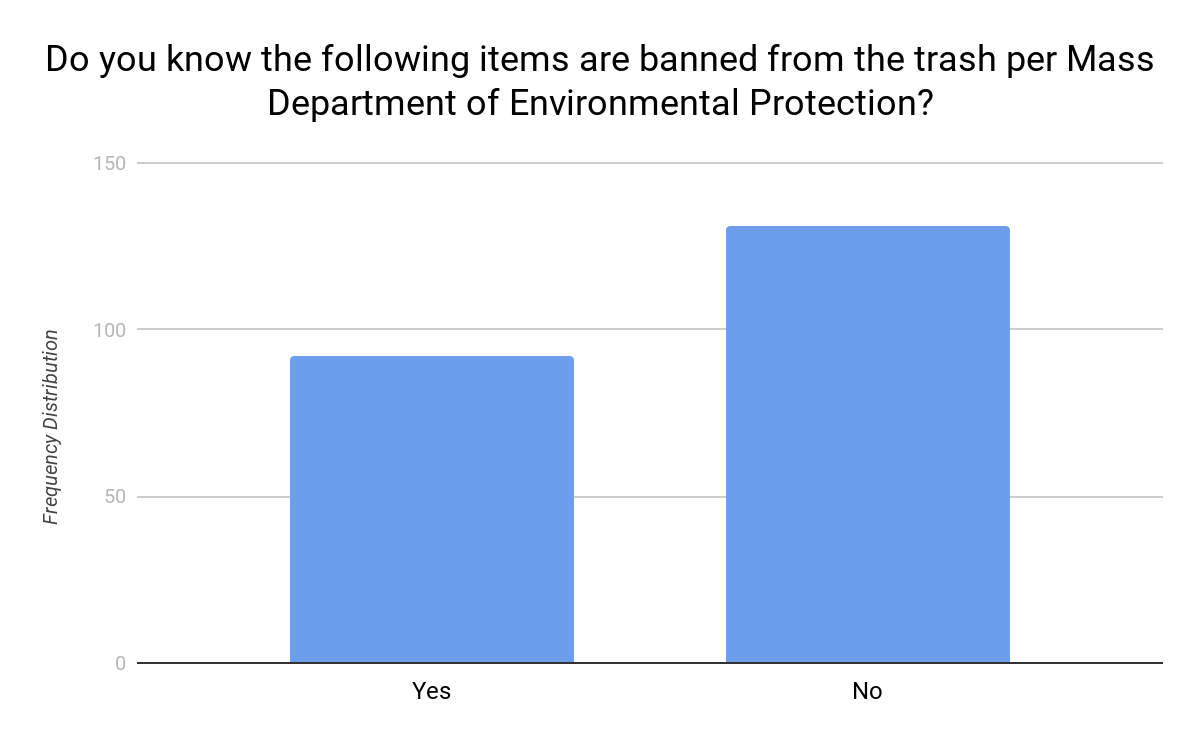 Do you know the following items are banned from the trash per Mass
Department of Environmental Protection?
150
100
50
0
Frequency Distribution
Yes
No